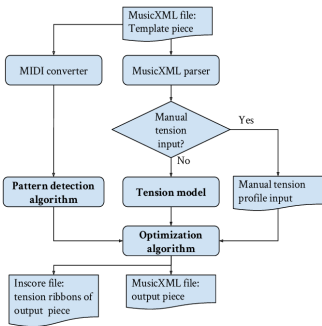 MusicXML file:
Template piece
MIDI converter
MusicXML parser
Manual
tension
input?
Yes
No
Pattern detection
algorithm
Tension model
Manual tension
profile input
Optimization
algorithm
Inscore file:
tension ribbons of
output piece
MusicXML file:
output piece